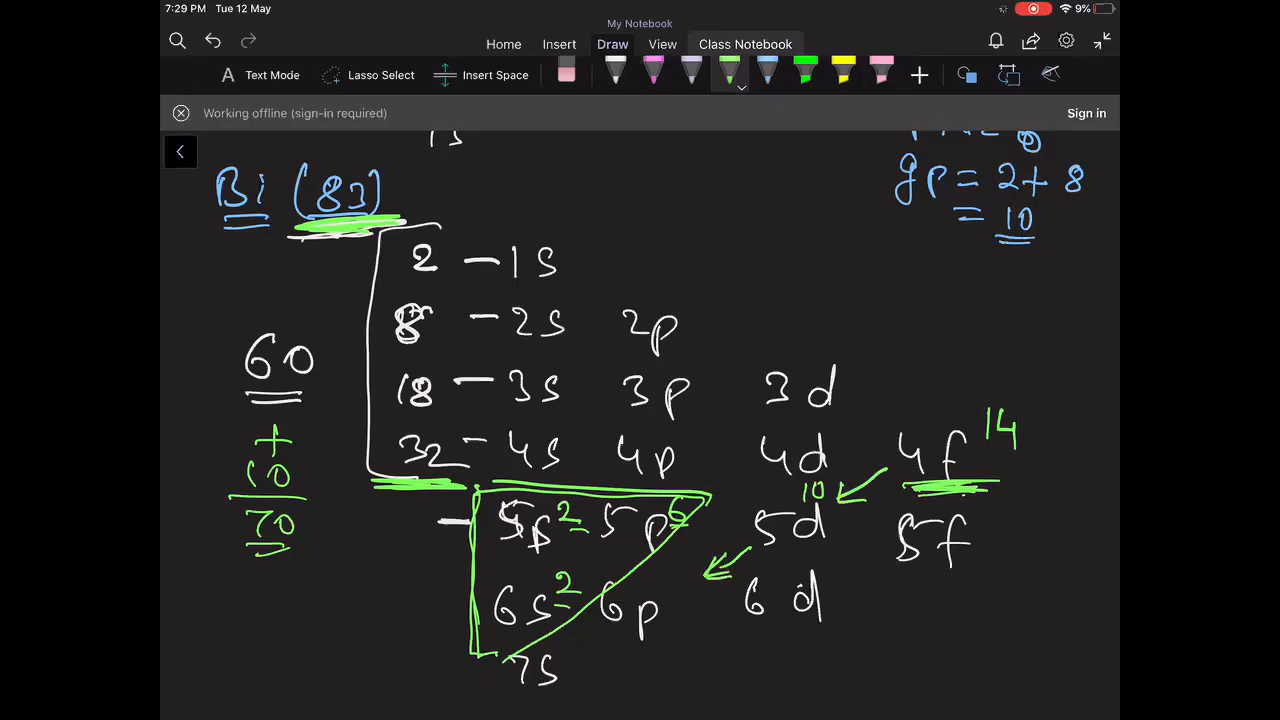 7:29 PM Tue 12 May
9%
My Notebook
Home Insert Draw View Class Notebook
A Text Mode Lasso Select Insert Space
Working offline (sign-in required) Sign in
1s
Bi (83)
gp = 2 + 8
= 10
2 - 1s
8 - 2s 2p
18 - 3s 3p 3d
32 - 4s 4p 4d 4f 14
60
+
10
70
- 5s 2 5p 6 5d 10 5f
6s 2 6p 6d
7s